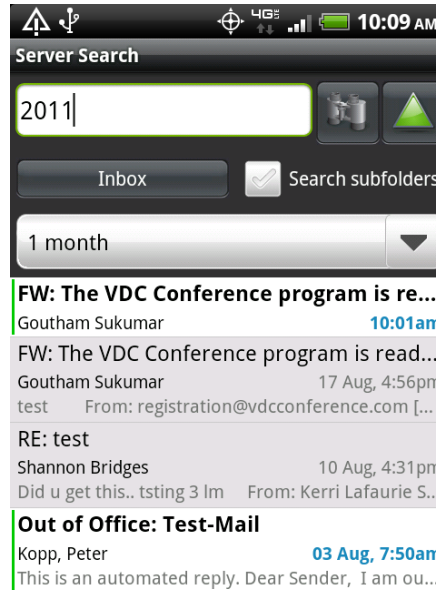 4G 10:09 AM
Server Search
2011
Inbox Search subfolders
1 month
FW: The VDC Conference program is re...
Goutham Sukumar 10:01am
FW: The VDC Conference program is read...
Goutham Sukumar 17 Aug, 4:56pm
test From: registration@vdcconference.com [...
RE: test
Shannon Bridges 10 Aug, 4:31pm
Did u get this.. tsting 3 lm From: Kerri Lafaurie S...
Out of Office: Test-Mail
Kopp, Peter 03 Aug, 7:50am
This is an automated reply. Dear Sender, I am ou...